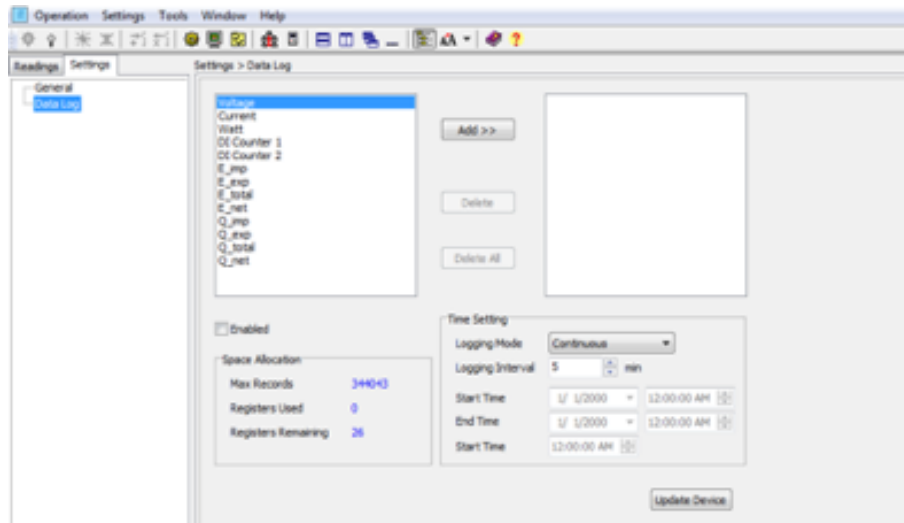 Operation Settings Tools Window Help
Readings Settings
Settings > Data Log
General
Data Log
Voltage
Current
Watt
DI Counter 1
DI Counter 2
E_imp
E_exp
E_total
E_net
Q_imp
Q_exp
Q_total
Q_net
Add >>
Delete
Delete All
Enabled
Space Allocation
Max Records 344043
Registers Used 0
Registers Remaining 26
Time Setting
Logging Mode Continuous
Logging Interval 5 min
Start Time 1/ 1/2000 12:00:00 AM
End Time 1/ 1/2000 12:00:00 AM
Start Time 12:00:00 AM
Update Device